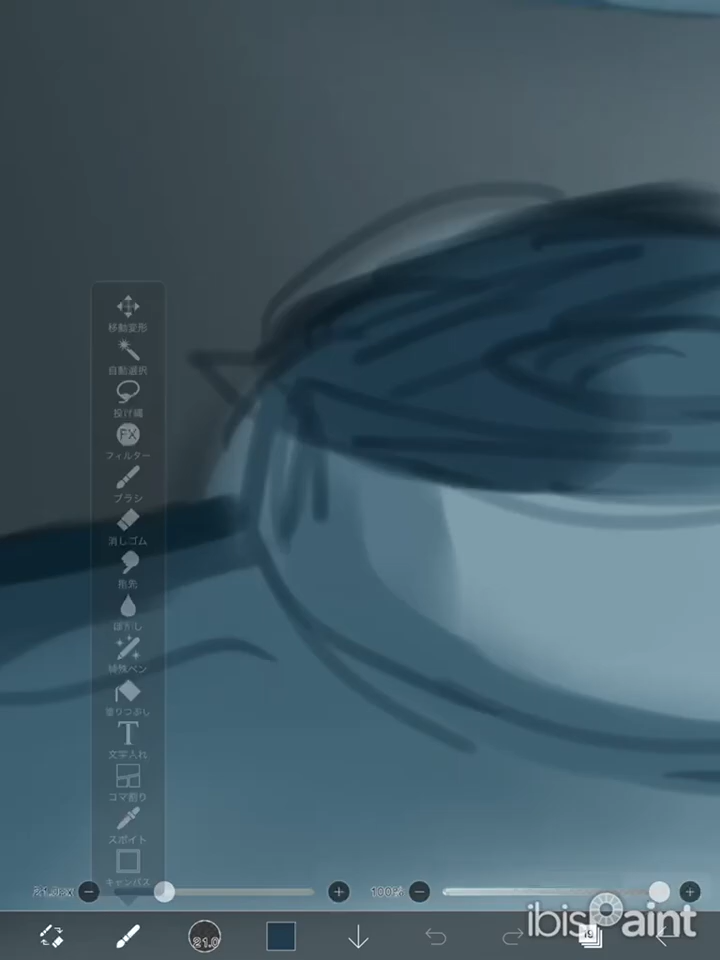 移動変形
自動選択
投げ縄
FX
フィルター
ブラシ
消しゴム
指先
ぼかし
特殊ペン
塗りつぶし
T
文字入れ
コマ割り
スポイト
キャンバス
100%
21.0
ibisPaint